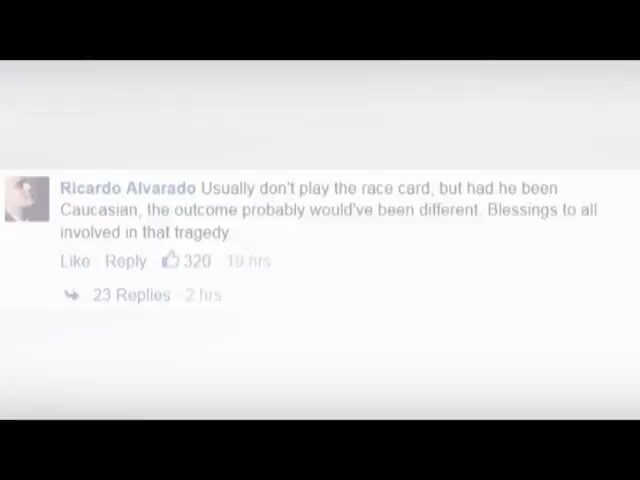 Ricardo Alvarado Usually don't play the race card, but had he been
Caucasian, the outcome probably would've been different. Blessings to all
involved in that tragedy.
Like · Reply · 320 · 19 hrs
23 Replies · 2 hrs